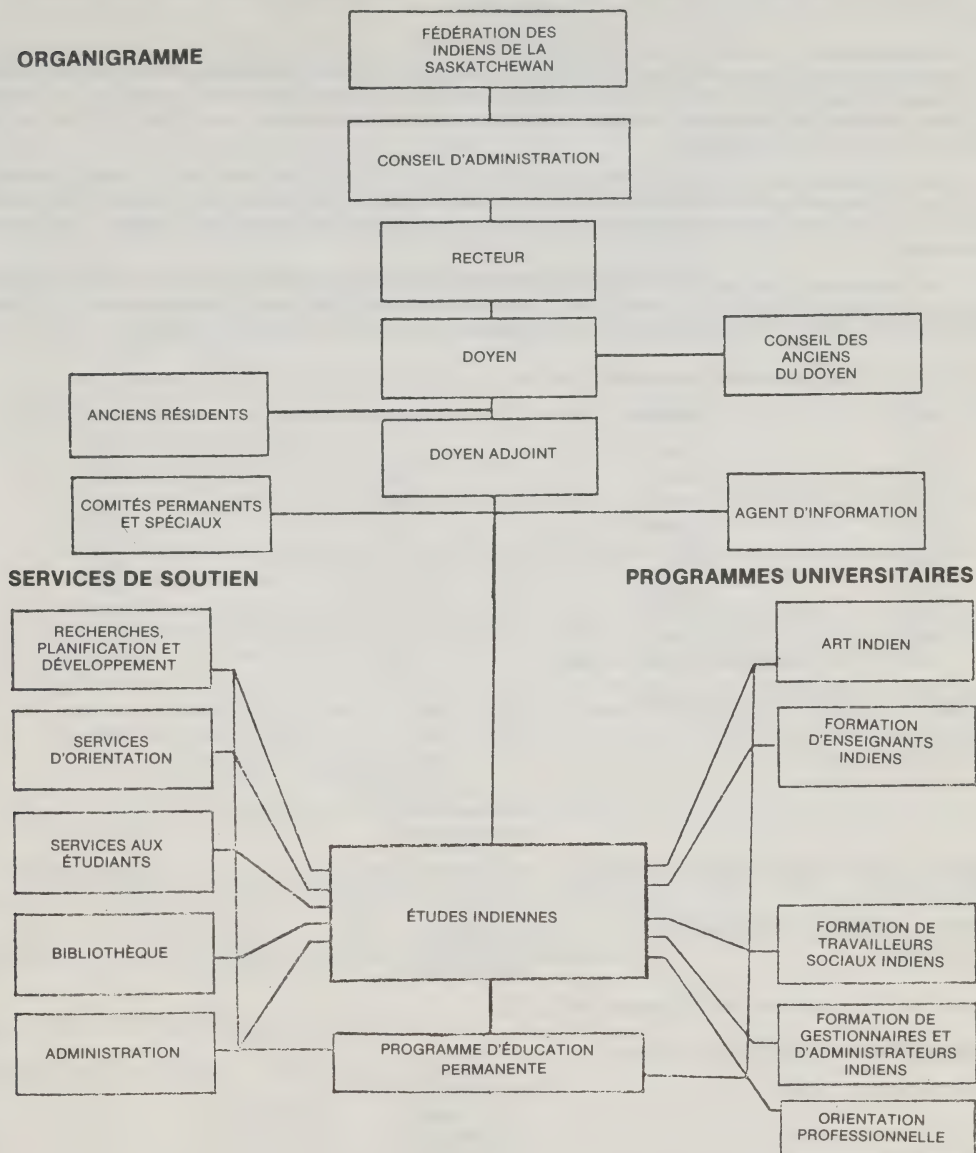 ORGANIGRAMME
FÉDÉRATION DES
INDIENS DE LA
SASKATCHEWAN
CONSEIL D'ADMINISTRATION
RECTEUR
DOYEN
CONSEIL DES
ANCIENS
DU DOYEN
ANCIENS RÉSIDENTS
DOYEN ADJOINT
COMITÉS PERMANENTS
ET SPÉCIAUX
AGENT D'INFORMATION
SERVICES DE SOUTIEN
RECHERCHES,
PLANIFICATION ET
DÉVELOPPEMENT
SERVICES
D'ORIENTATION
SERVICES AUX
ÉTUDIANTS
BIBLIOTHÈQUE
ADMINISTRATION
ÉTUDES INDIENNES
PROGRAMME D'ÉDUCATION
PERMANENTE
PROGRAMMES UNIVERSITAIRES
ART INDIEN
FORMATION
D'ENSEIGNANTS
INDIENS
FORMATION DE
TRAVAILLEURS
SOCIAUX INDIENS
FORMATION DE
GESTIONNAIRES ET
D'ADMINISTRATEURS
INDIENS
ORIENTATION
PROFESSIONNELLE